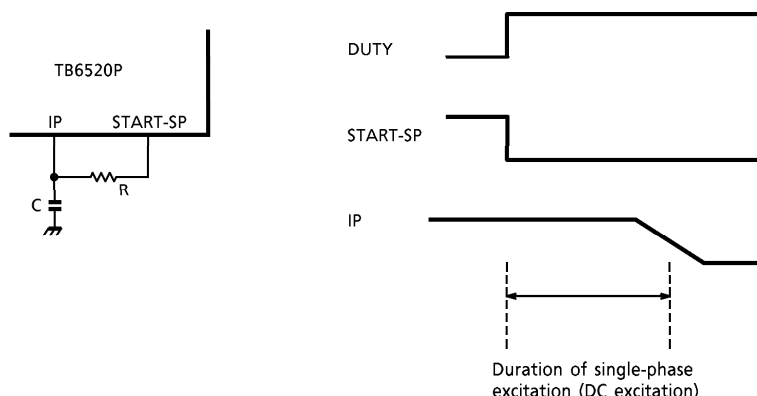 TB6520P
IP
START-SP
R
C
DUTY
START-SP
IP
Duration of single-phase
excitation (DC excitation)